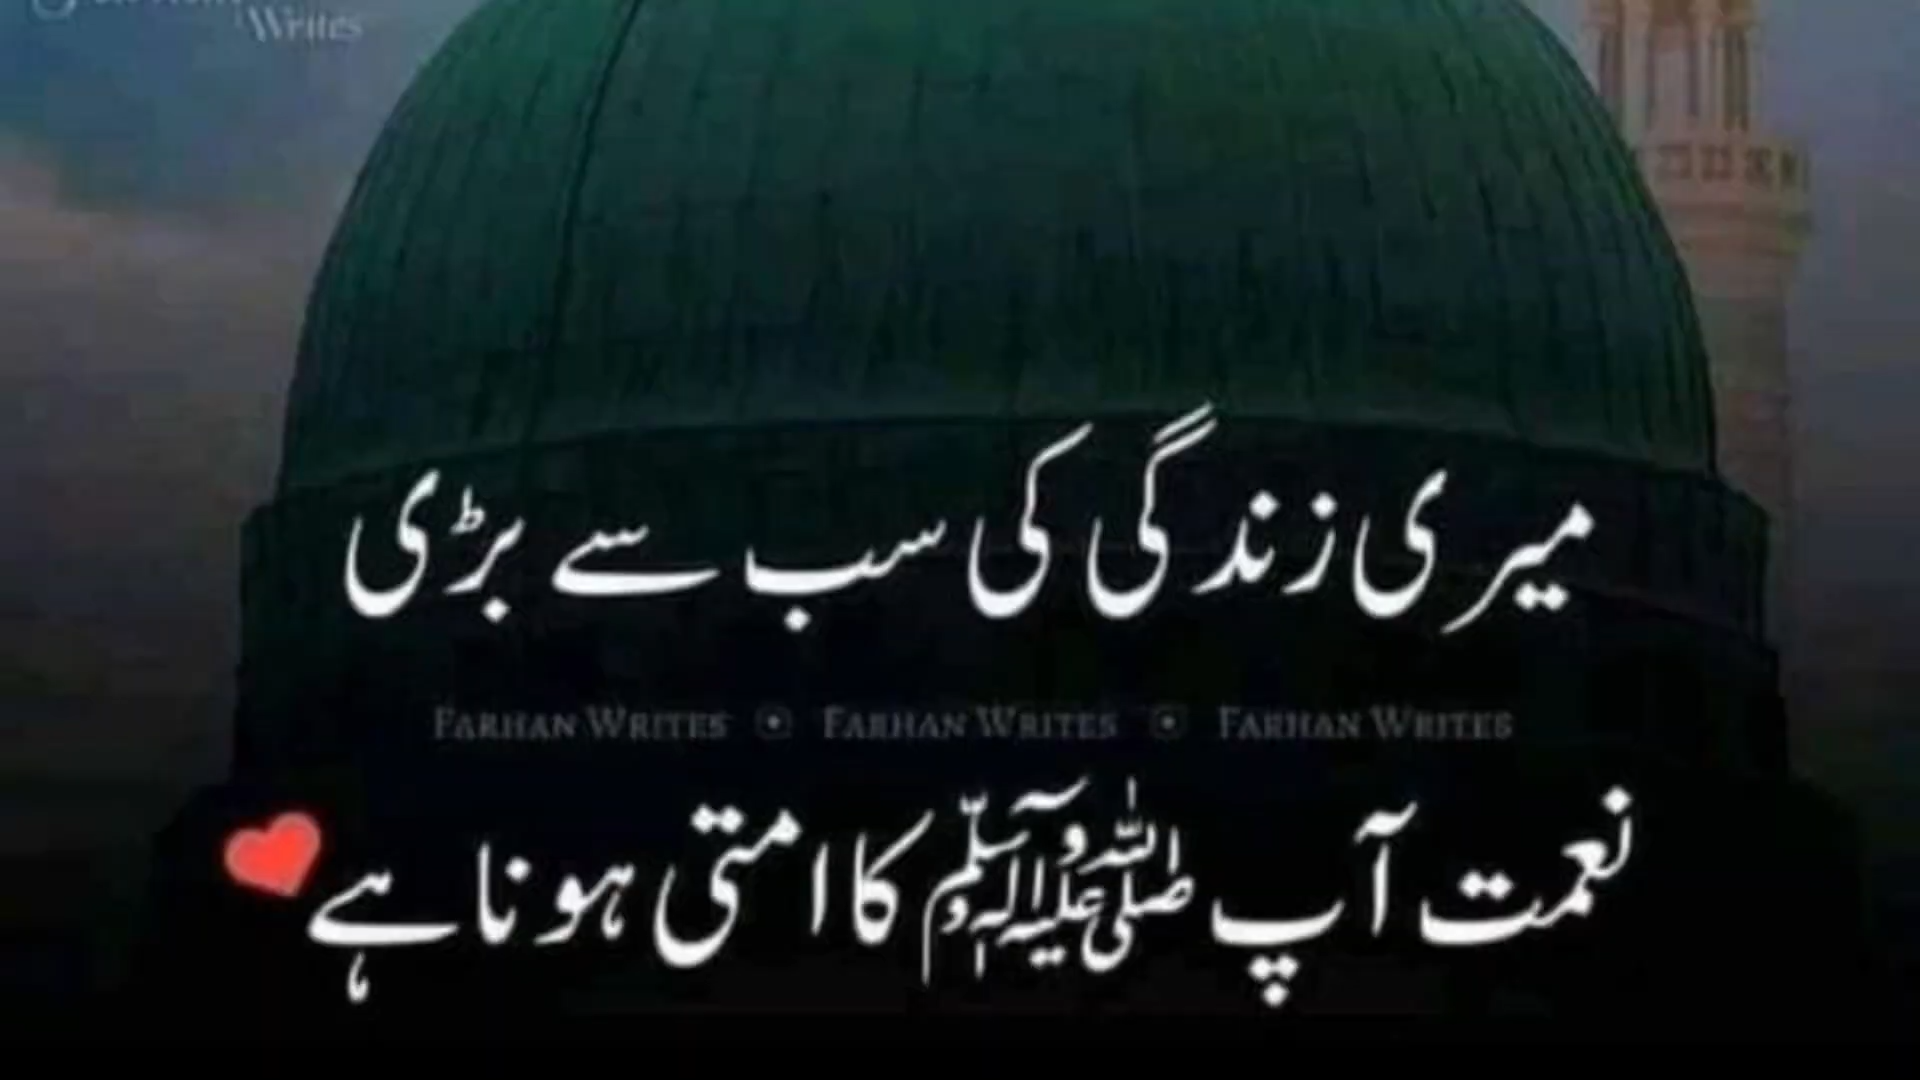 Writes
میری زندگی کی سب سے بڑی
FARHAN WRITES ☉ FARHAN WRITES ☉ FARHAN WRITES
نعمت آپ صلی اللہ علیہ وآلہ وسلم کا امتی ہونا ہے❤